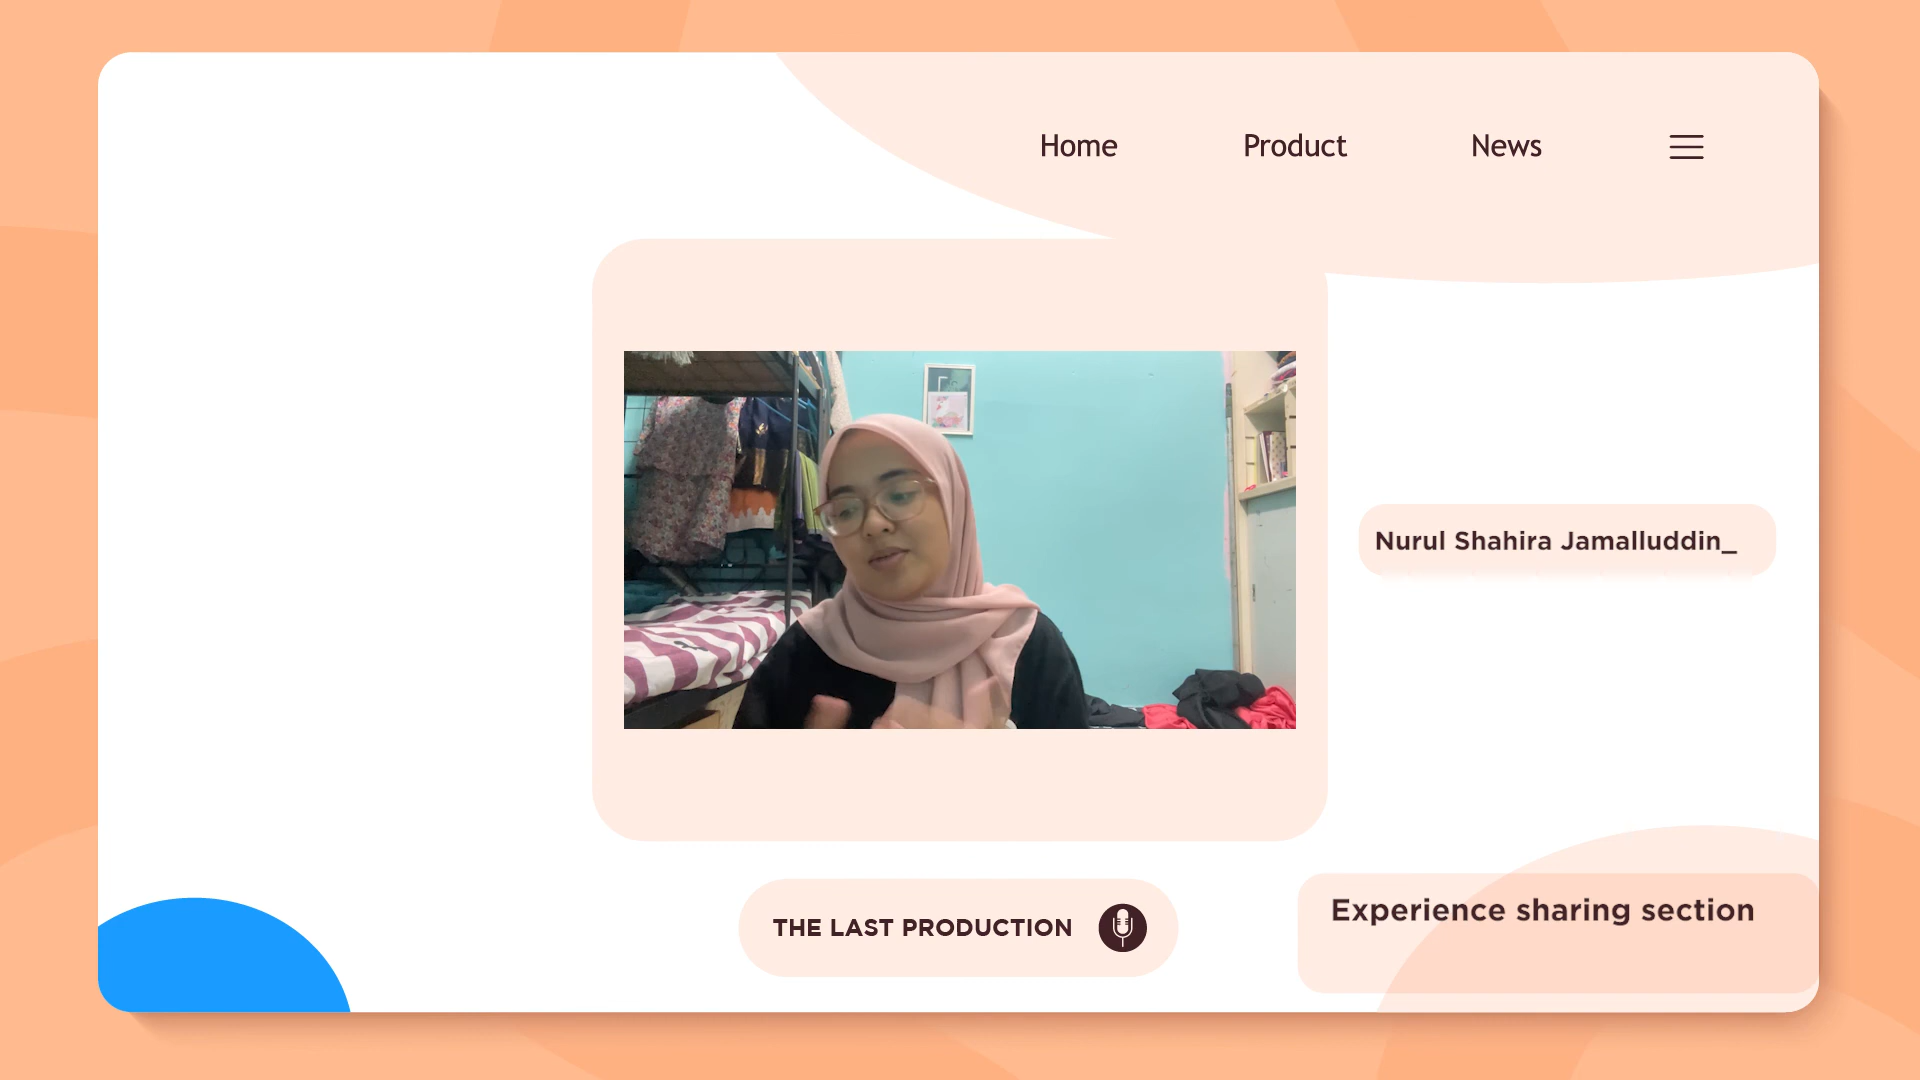 Home Product News
Nurul Shahira Jamalluddin_
THE LAST PRODUCTION
Experience sharing section